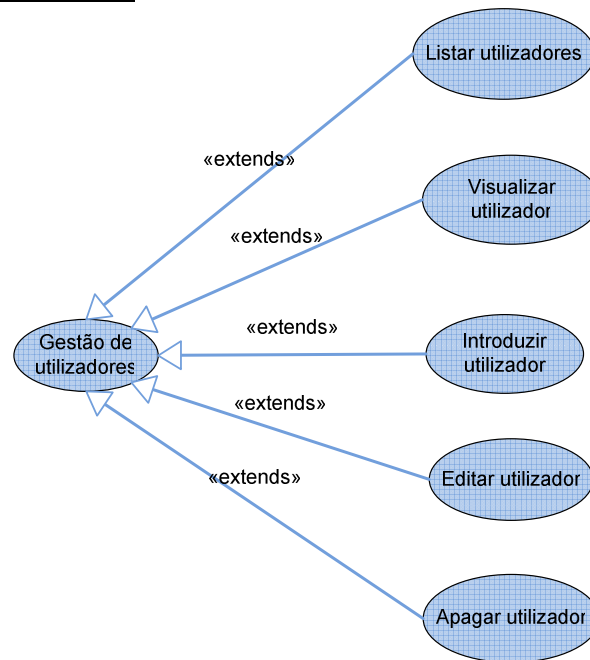 Listar utilizadores
«extends»
Visualizar
utilizador
«extends»
«extends»
Introduzir
utilizador
Gestão de
utilizadores
«extends»
Editar utilizador
«extends»
Apagar utilizador